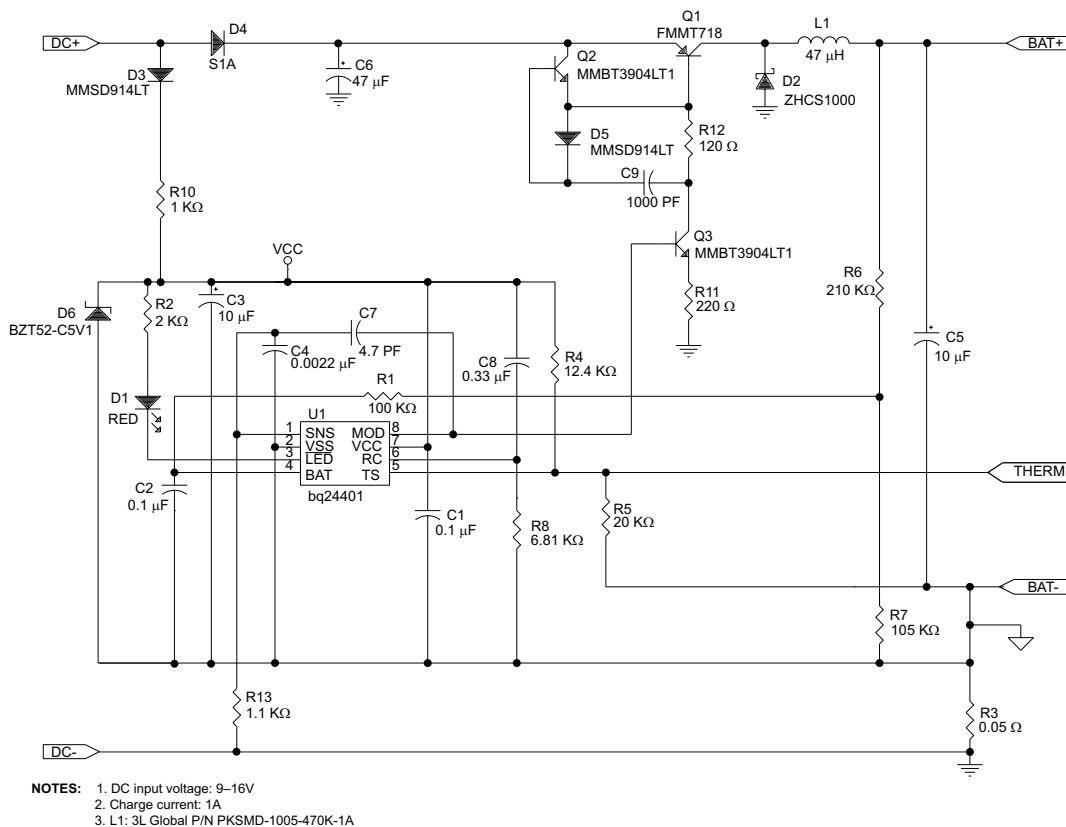 DC+
D4
S1A
D3
MMSD914LT
C6
47 μF
Q1
FMMT718
Q2
MMBT3904LT1
L1
47 μH
BAT+
D2
ZHCS1000
D5
MMSD914LT
R12
120 Ω
C9
1000 PF
R10
1 KΩ
Q3
MMBT3904LT1
VCC
R11
220 Ω
R6
210 KΩ
D6
BZT52-C5V1
R2
2 KΩ
C3
10 μF
C4
0.0022 μF
C7
4.7 PF
C8
0.33 μF
R4
12.4 KΩ
C5
10 μF
R1
100 KΩ
D1
RED
U1
1 SNS MOD 8
2 VSS VCC 7
3 LED RC 6
4 BAT TS 5
bq24401
THERM
C2
0.1 μF
C1
0.1 μF
R8
6.81 KΩ
R5
20 KΩ
BAT-
R7
105 KΩ
R13
1.1 KΩ
R3
0.05 Ω
DC-
NOTES: 1. DC input voltage: 9–16V
2. Charge current: 1A
3. L1: 3L Global P/N PKSMD-1005-470K-1A